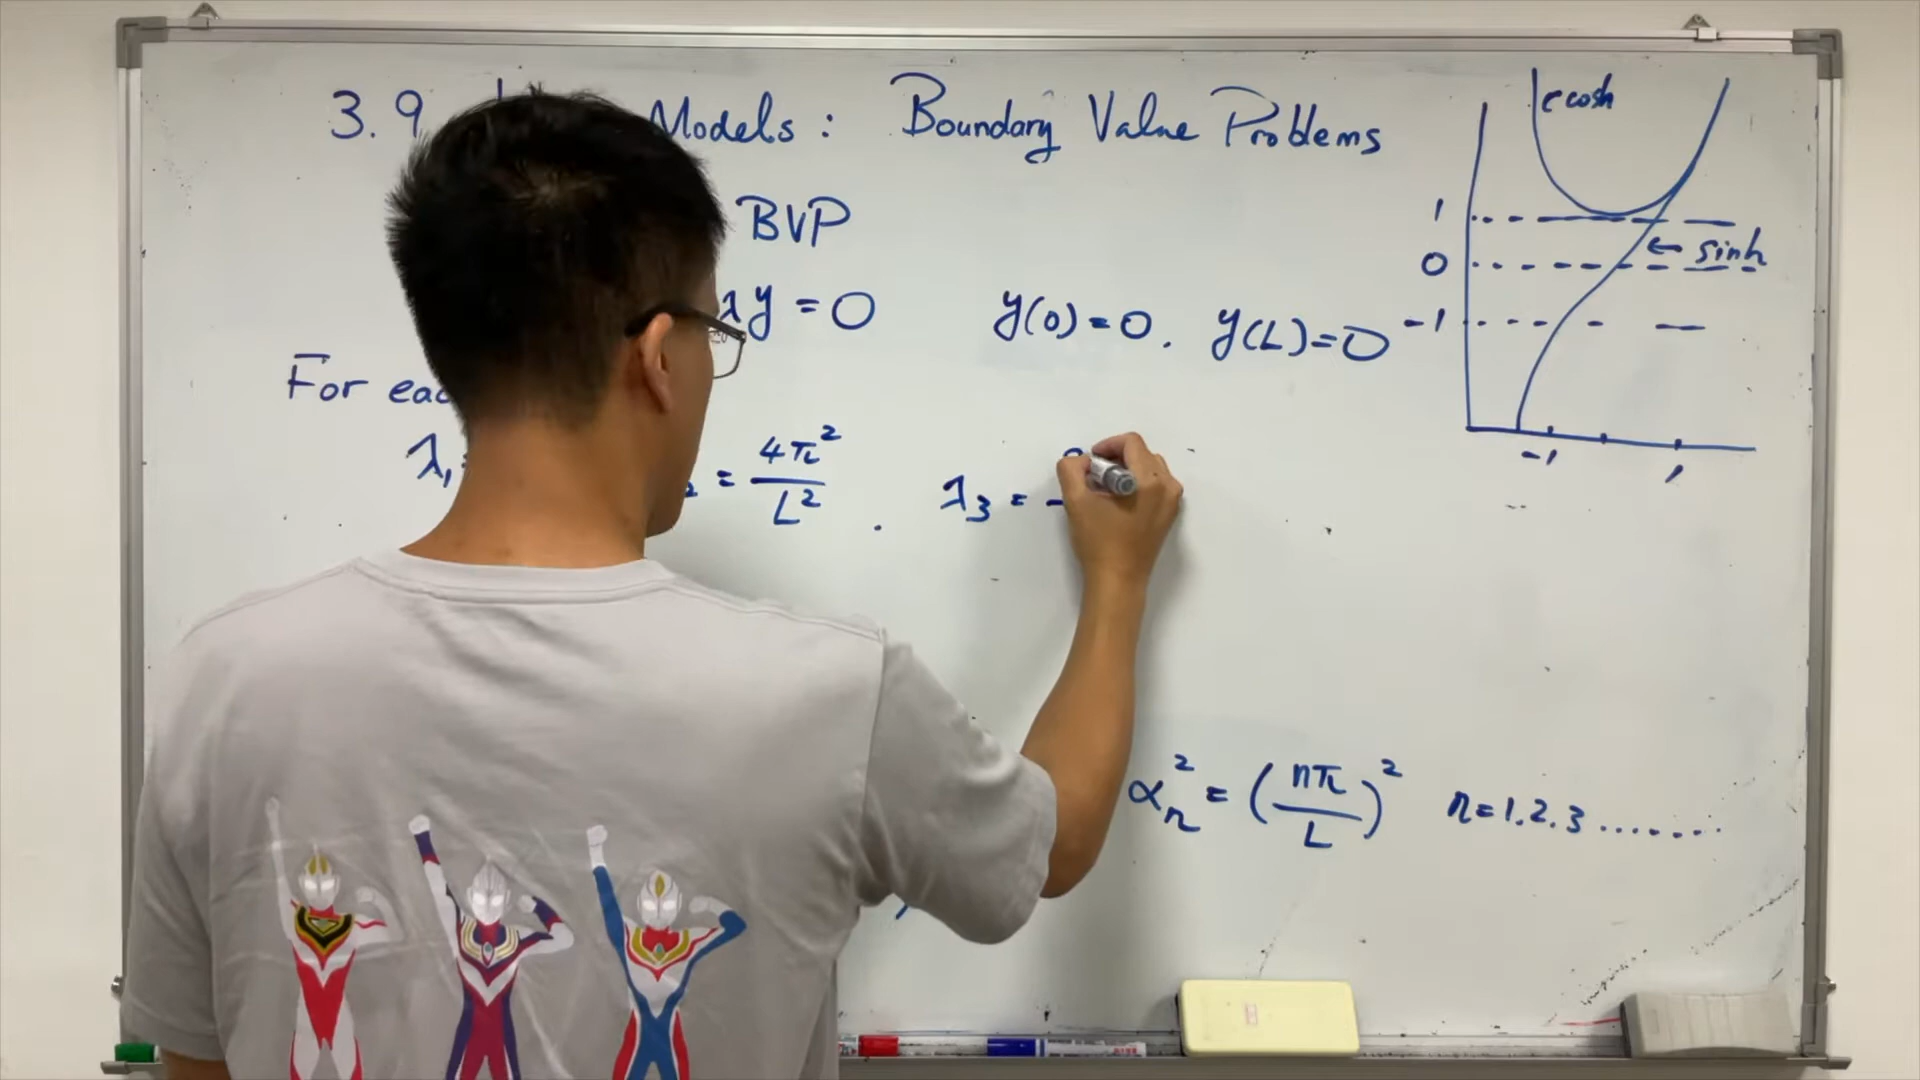 3.9 Models: Boundary Value Problems
BVP
λy = 0 y(0) = 0. y(L) = 0
For eac
λ₁ = 4π²/L² . λ₃ =
αₙ² = (nπ/L)² n=1.2.3.......
cosh
1
0
-1
← sinh
-1 1